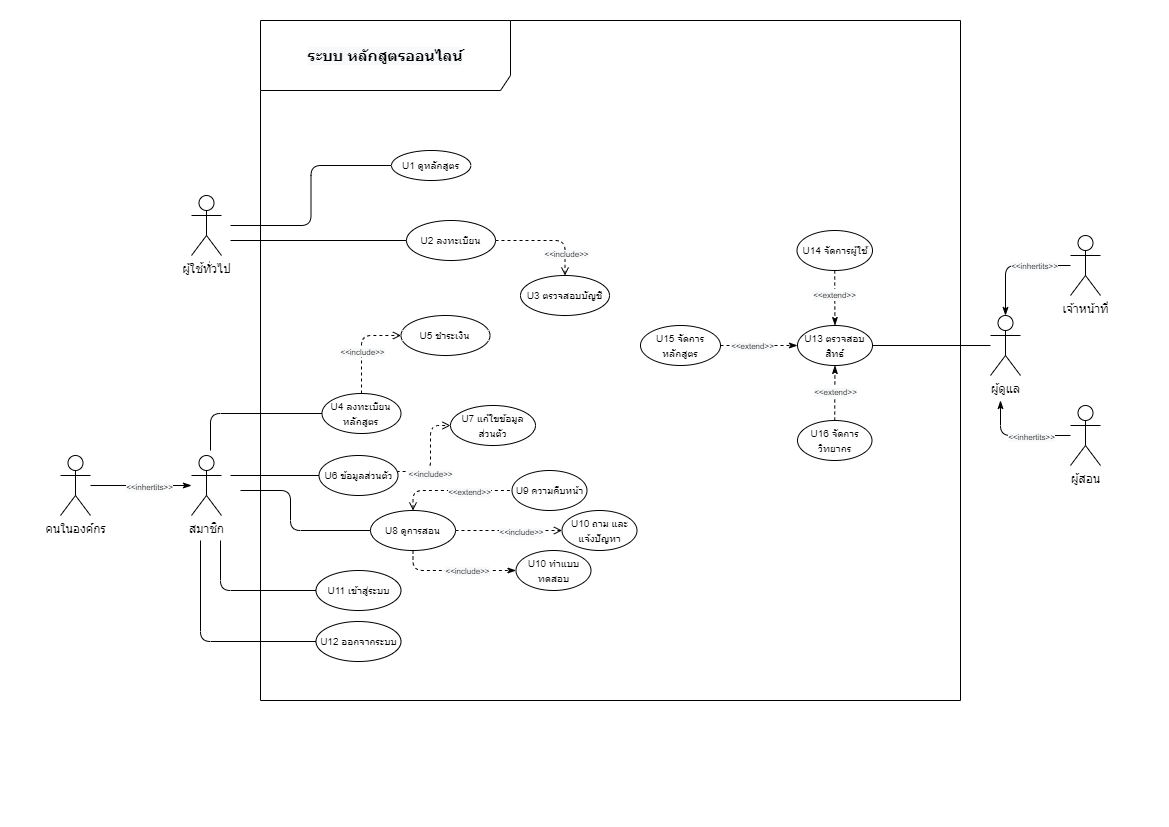 ระบบ หลักสูตรออนไลน์
U1 ดูหลักสูตร
ผู้ใช้ทั่วไป
U2 ลงทะเบียน
<<include>>
U3 ตรวจสอบบัญชี
U14 จัดการผู้ใช้
<<extend>>
<<inhertits>>
เจ้าหน้าที่
U5 ชำระเงิน
<<include>>
U15 จัดการ
หลักสูตร
<<extend>>
U13 ตรวจสอบ
สิทธ์
ผู้ดูแล
<<extend>>
U4 ลงทะเบียน
หลักสูตร
U7 แก้ไขข้อมูล
ส่วนตัว
U16 จัดการ
วิทยากร
<<inhertits>>
ผู้สอน
U6 ข้อมูลส่วนตัว
<<include>>
<<inhertits>>
คนในองค์กร
สมาชิก
<<extend>>
U9 ความคืบหน้า
U8 ดูการสอน
<<include>>
U10 ถาม และ
แจ้งปัญหา
<<include>>
U10 ทำแบบ
ทดสอบ
U11 เข้าสู่ระบบ
U12 ออกจากระบบ